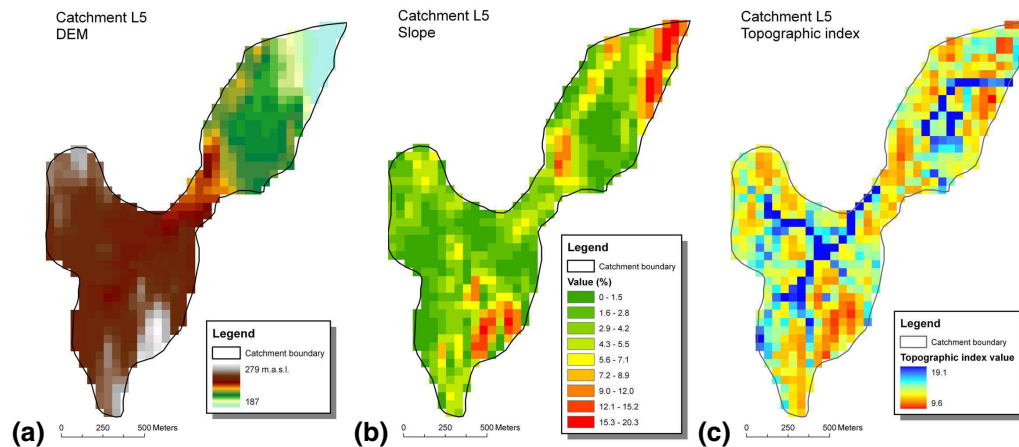 Catchment L5
DEM
Legend
Catchment boundary
279 m.a.s.l.
187
(a)
0 250 500 Meters
Catchment L5
Slope
Legend
Catchment boundary
Value (%)
0 - 1.5
1.6 - 2.8
2.9 - 4.2
4.3 - 5.5
5.6 - 7.1
7.2 - 8.9
9.0 - 12.0
12.1 - 15.2
15.3 - 20.3
(b)
0 250 500 Meters
Catchment L5
Topographic index
Legend
Catchment boundary
Topographic index value
19.1
9.6
(c)
0 250 500 Meters